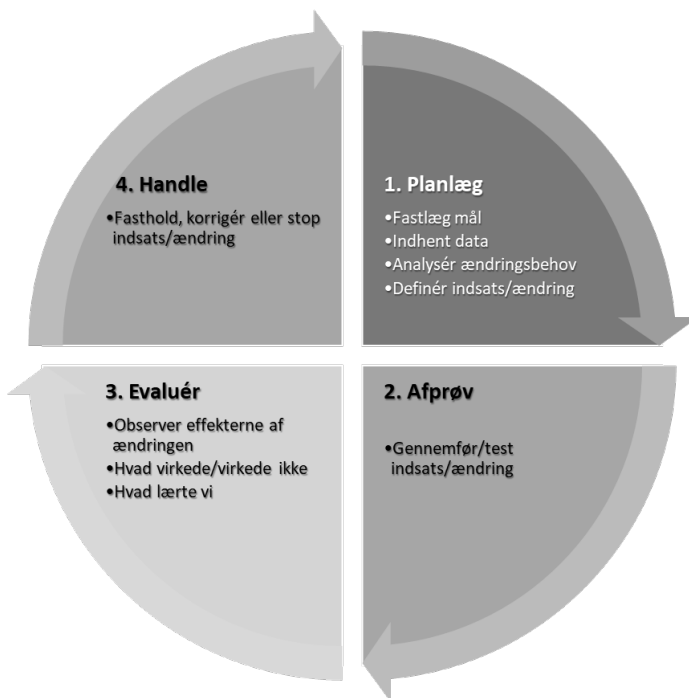 1. Planlæg
•Fastlæg mål
•Indhent data
•Analysér ændringsbehov
•Definér indsats/ændring
2. Afprøv
•Gennemfør/test
indsats/ændring
3. Evaluér
•Observer effekterne af
ændringen
•Hvad virkede/virkede ikke
•Hvad lærte vi
4. Handle
•Fasthold, korrigér eller stop
indsats/ændring